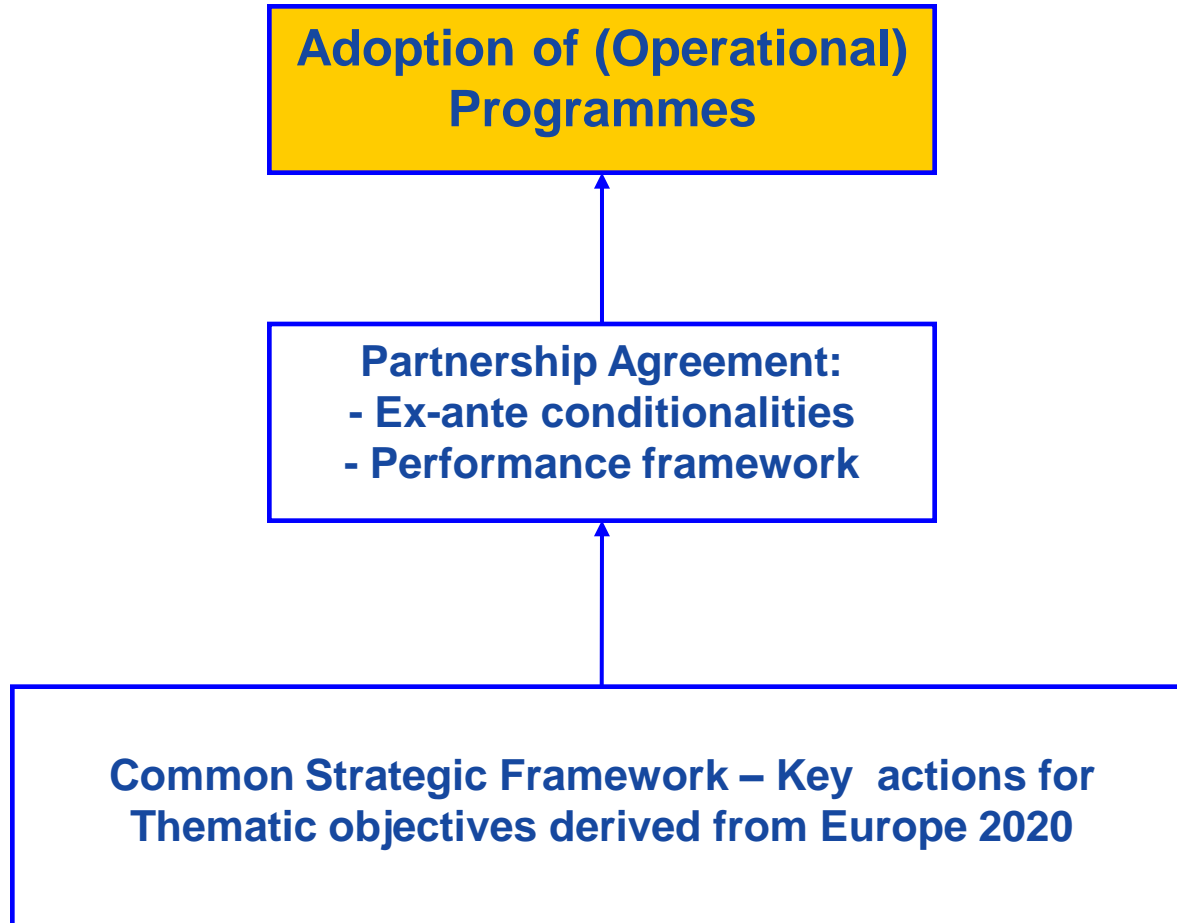 Adoption of (Operational)
Programmes
Partnership Agreement:
- Ex-ante conditionalities
- Performance framework
Common Strategic Framework – Key  actions for
Thematic objectives derived from Europe 2020